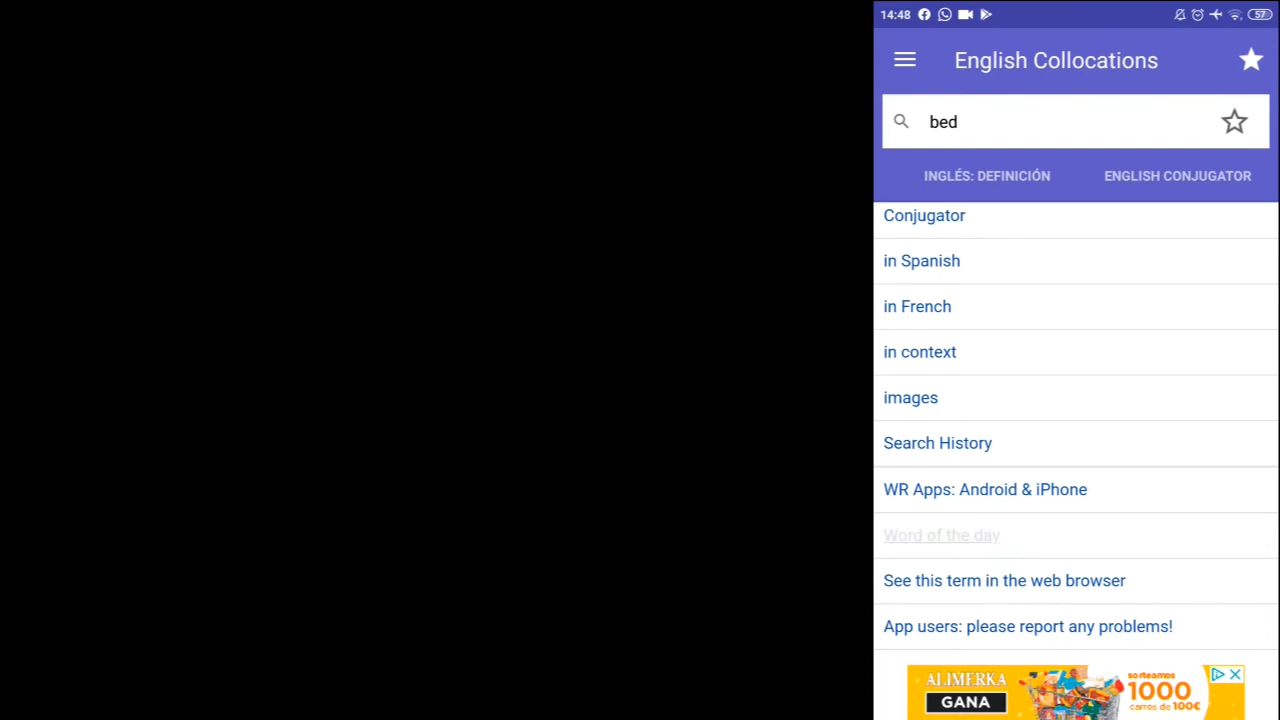 14:48 57
English Collocations
bed
INGLÉS: DEFINICIÓN ENGLISH CONJUGATOR
Conjugator
in Spanish
in French
in context
images
Search History
WR Apps: Android & iPhone
Word of the day
See this term in the web browser
App users: please report any problems!
ALIMERKA
GANA
sorteamos
1000
carros de 100€